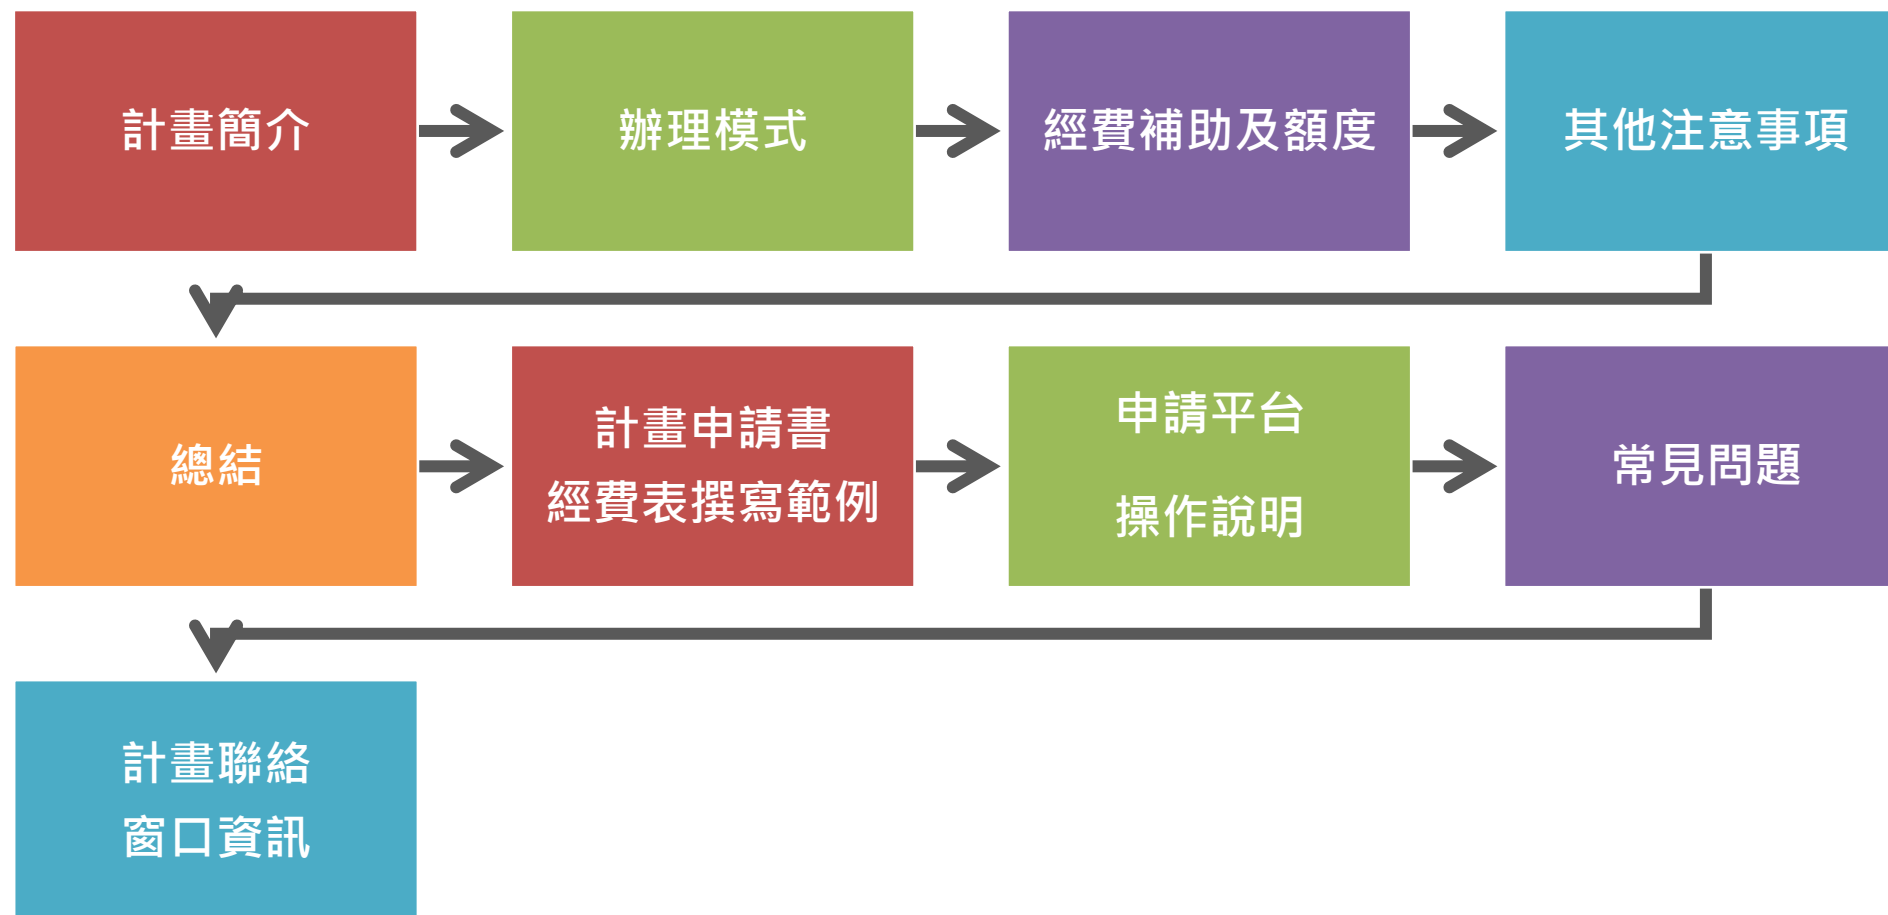 計畫簡介
辦理模式
經費補助及額度
其他注意事項
總結
計畫申請書
經費表撰寫範例
申請平台
操作說明
常見問題
計畫聯絡
窗口資訊